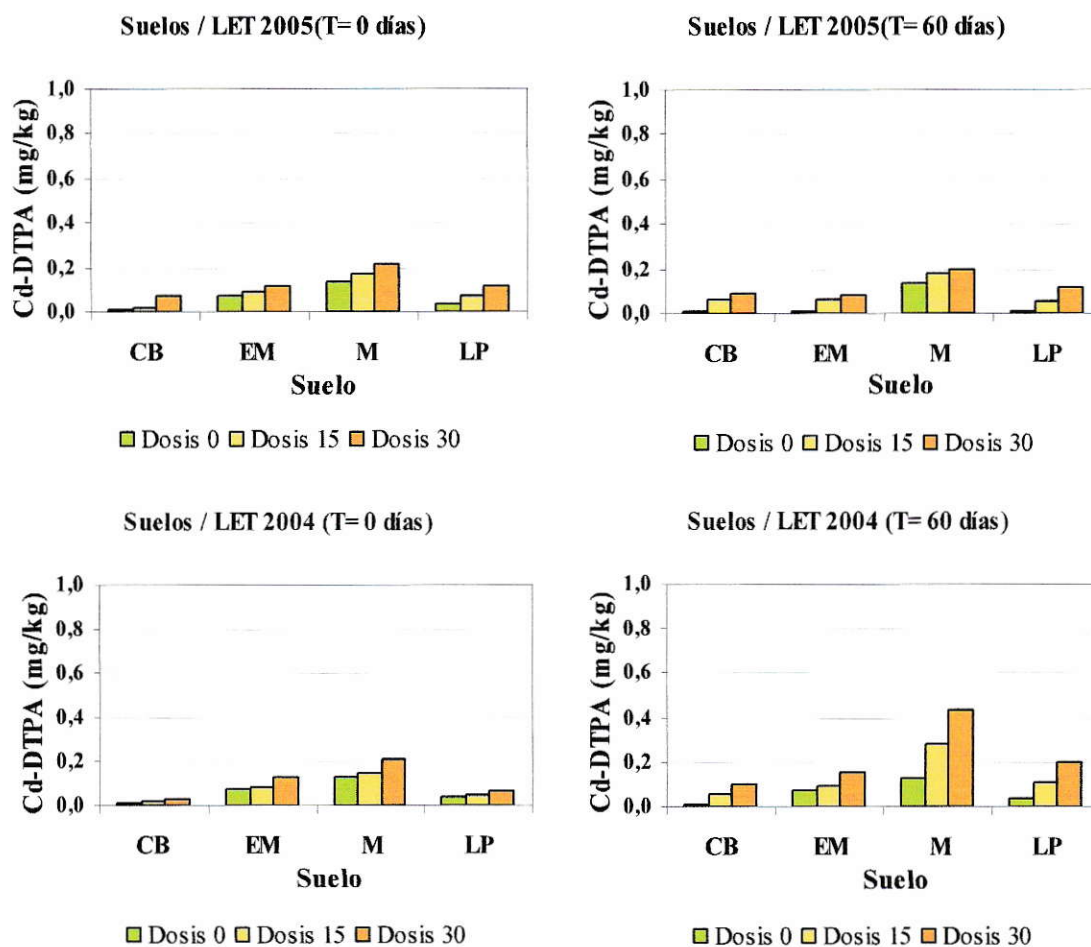 Suelos / LET 2005(T= 0 días)
Cd-DTPA (mg/kg)
1,0
0,8
0,6
0,4
0,2
0,0
CB EM M LP
Suelo
Dosis 0 Dosis 15 Dosis 30
Suelos / LET 2005(T= 60 días)
Cd-DTPA (mg/kg)
1,0
0,8
0,6
0,4
0,2
0,0
CB EM M LP
Suelo
Dosis 0 Dosis 15 Dosis 30
Suelos / LET 2004 (T= 0 días)
Cd-DTPA (mg/kg)
1,0
0,8
0,6
0,4
0,2
0,0
CB EM M LP
Suelo
Dosis 0 Dosis 15 Dosis 30
Suelos / LET 2004 (T= 60 días)
Cd-DTPA (mg/kg)
1,0
0,8
0,6
0,4
0,2
0,0
CB EM M LP
Suelo
Dosis 0 Dosis 15 Dosis 30